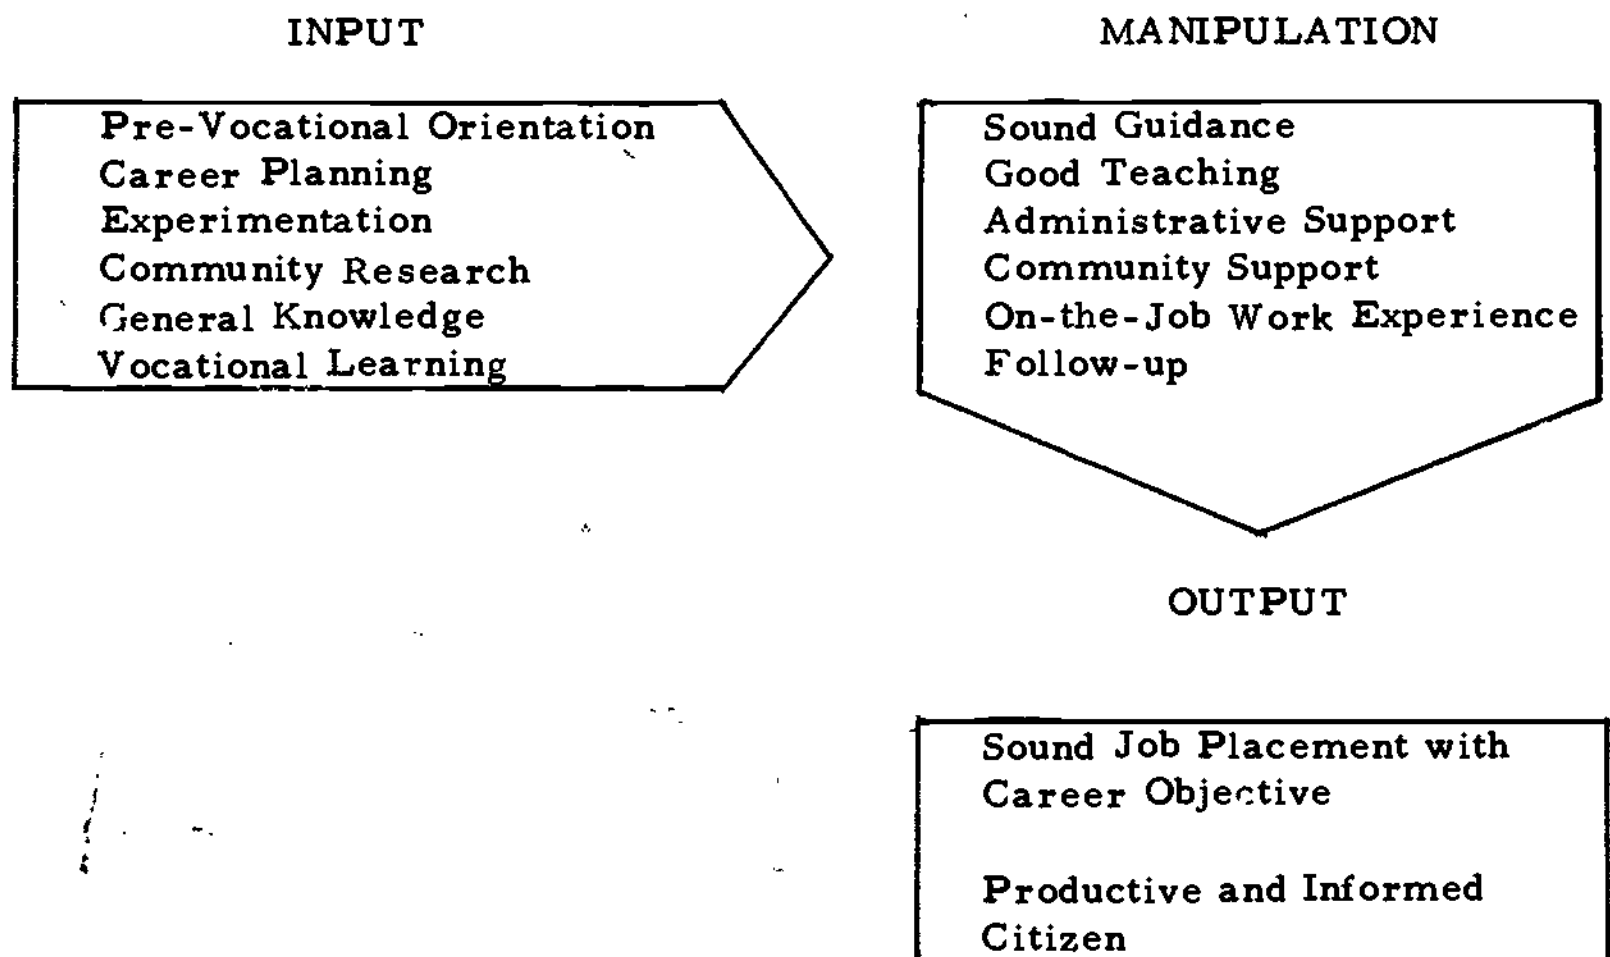 INPUT
Pre-Vocational Orientation
Career Planning
Experimentation
Community Research
General Knowledge
Vocational Learning
MANIPULATION
Sound Guidance
Good Teaching
Administrative Support
Community Support
On-the-Job Work Experience
Follow-up
OUTPUT
Sound Job Placement with
Career Objective
Productive and Informed
Citizen